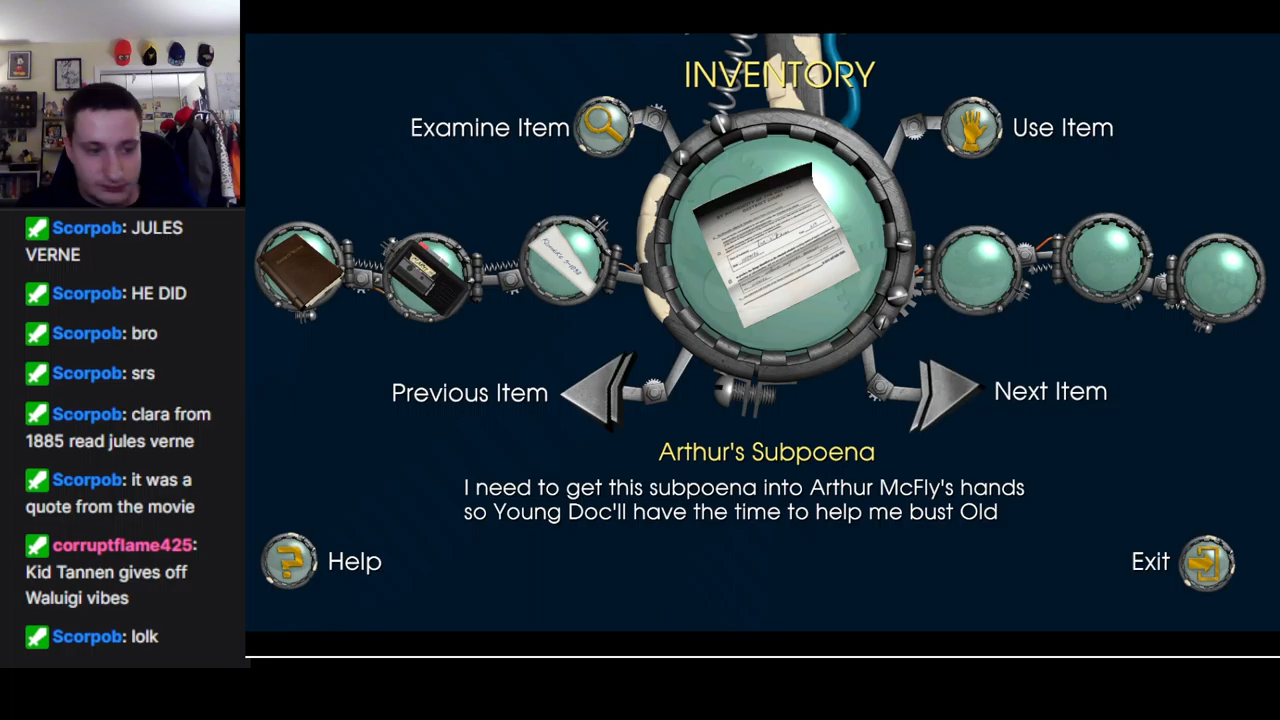 Scorpob: JULES
VERNE
Scorpob: HE DID
Scorpob: bro
Scorpob: srs
Scorpob: clara from
1885 read jules verne
Scorpob: it was a
quote from the movie
corruptflame425:
Kid Tannen gives off
Waluigi vibes
Scorpob: lolk
INVENTORY
Examine Item
Use Item
Previous Item
Next Item
Arthur's Subpoena
I need to get this subpoena into Arthur McFly's hands
so Young Doc'll have the time to help me bust Old
Help
Exit